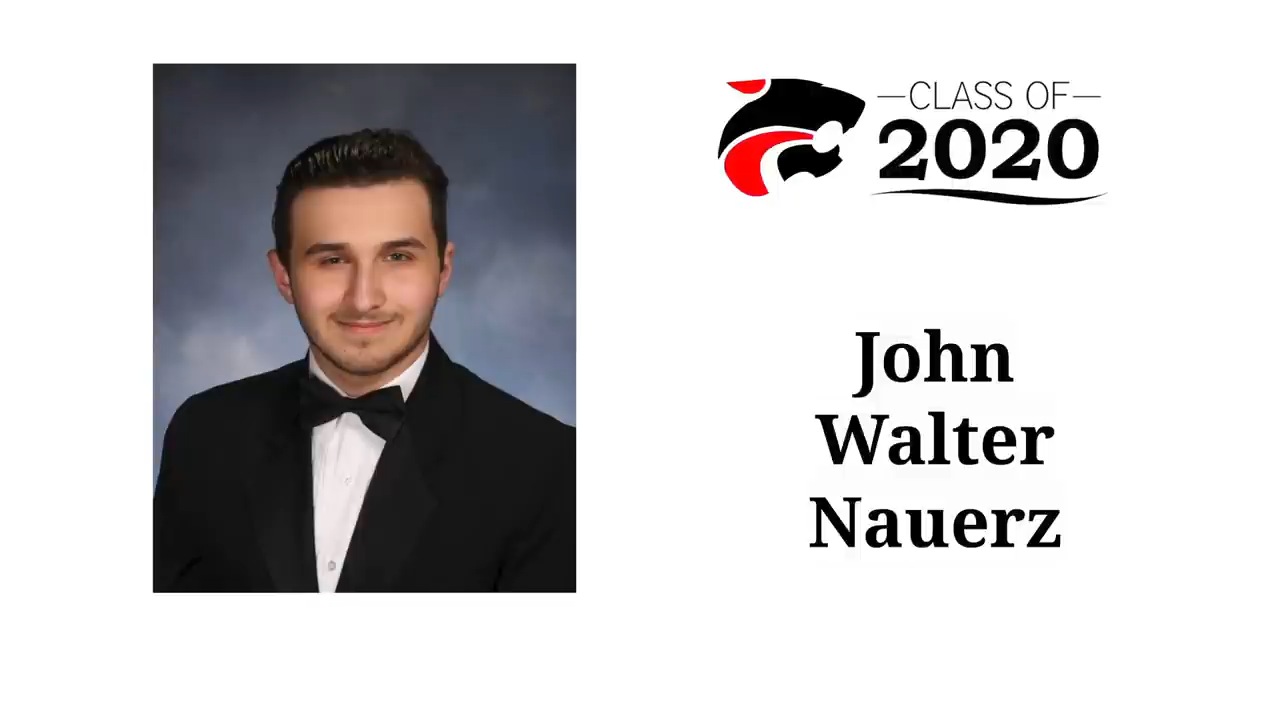 —CLASS OF—
2020
John
Walter
Nauerz